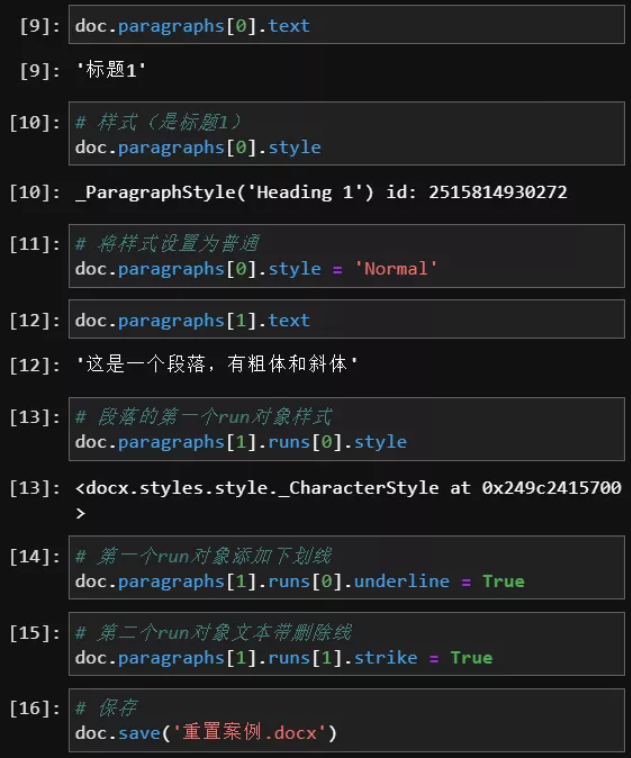 [9]: doc.paragraphs[0].text
[9]: '标题1'
[10]: # 样式（是标题1）
doc.paragraphs[0].style
[10]: _ParagraphStyle('Heading 1') id: 2515814930272
[11]: # 将样式设置为普通
doc.paragraphs[0].style = 'Normal'
[12]: doc.paragraphs[1].text
[12]: '这是一个段落，有粗体和斜体'
[13]: # 段落的第一个run对象样式
doc.paragraphs[1].runs[0].style
[13]: <docx.styles.style._CharacterStyle at 0x249c2415700
>
[14]: # 第一个run对象添加下划线
doc.paragraphs[1].runs[0].underline = True
[15]: # 第二个run对象文本带删除线
doc.paragraphs[1].runs[1].strike = True
[16]: # 保存
doc.save('重置案例.docx')